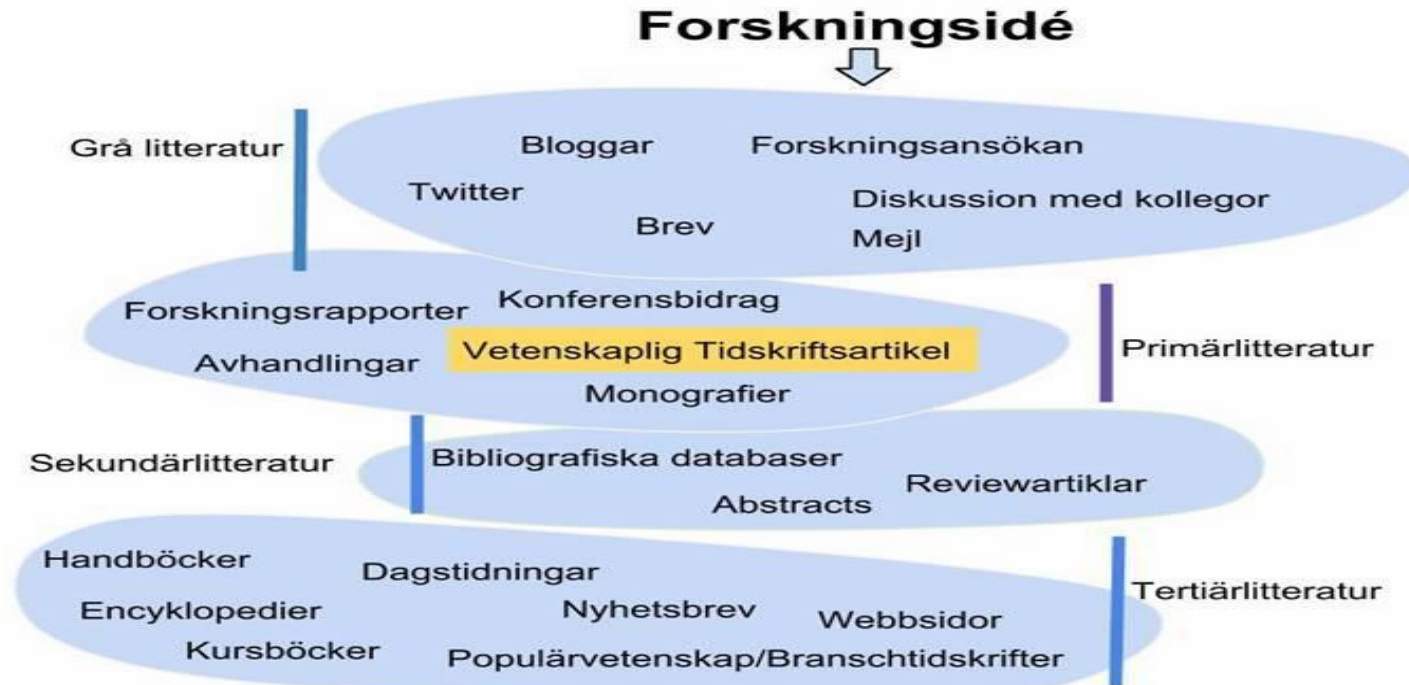 Forskningsidé
Grå litteratur
Bloggar
Forskningsansökan
Twitter
Diskussion med kollegor
Brev
Mejl
Forskningsrapporter
Konferensbidrag
Avhandlingar
Vetenskaplig Tidskriftsartikel
Monografier
Primärlitteratur
Sekundärlitteratur
Bibliografiska databaser
Abstracts
Reviewartiklar
Handböcker
Dagstidningar
Encyklopedier
Nyhetsbrev
Webbsidor
Kursböcker
Populärvetenskap/Branschtidskrifter
Tertiärlitteratur